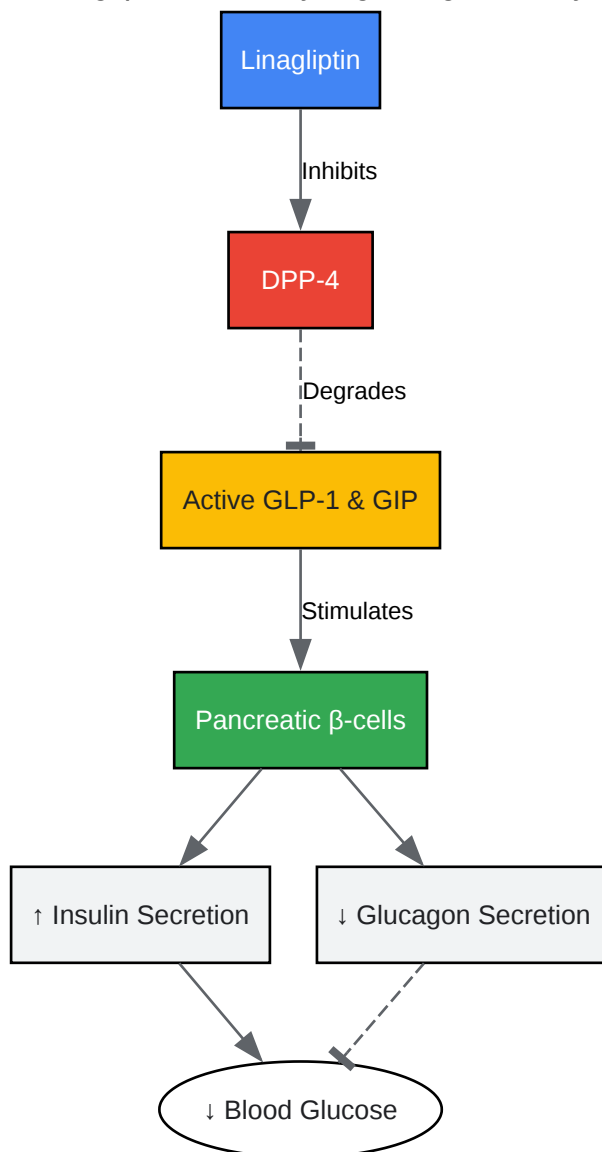 Linagliptin
Inhibits
DPP-4
Degrades
Active GLP-1 & GIP
Stimulates
Pancreatic β-cells
↑ Insulin Secretion
↓ Glucagon Secretion
↓ Blood Glucose